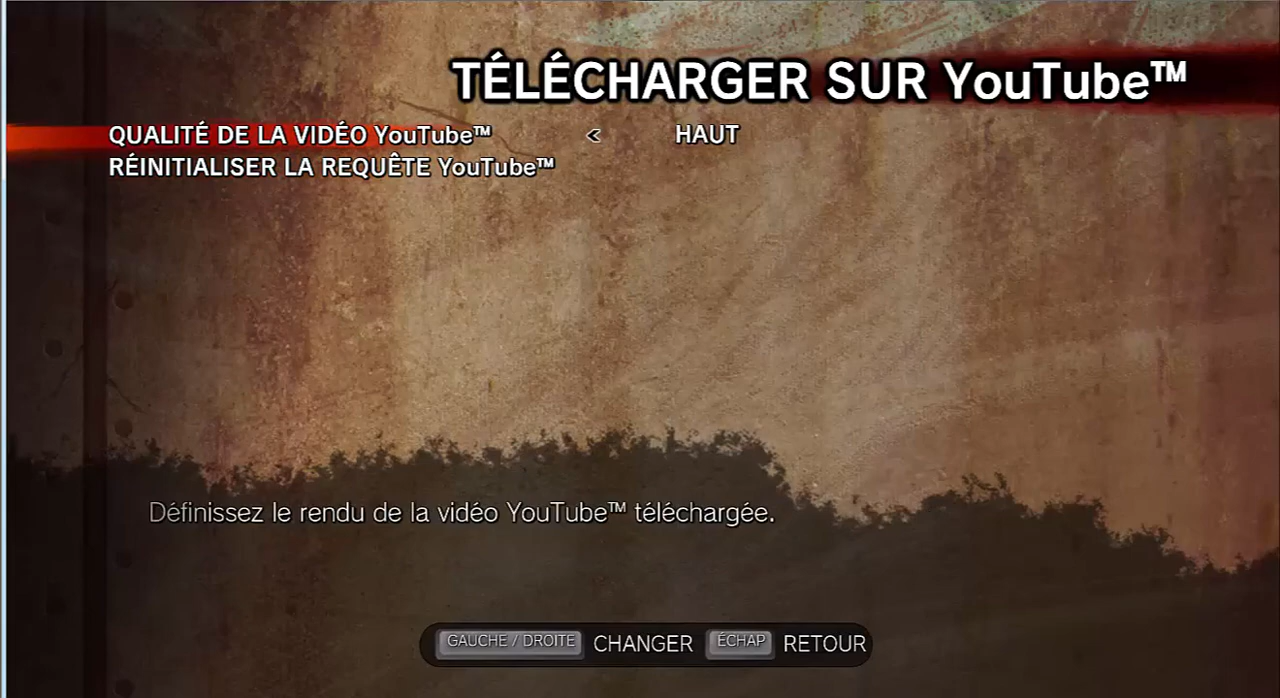 TÉLÉCHARGER SUR YouTube™
QUALITÉ DE LA VIDÉO YouTube™ < HAUT
RÉINITIALISER LA REQUÊTE YouTube™
Définissez le rendu de la vidéo YouTube™ téléchargée.
GAUCHE / DROITE CHANGER ÉCHAP RETOUR